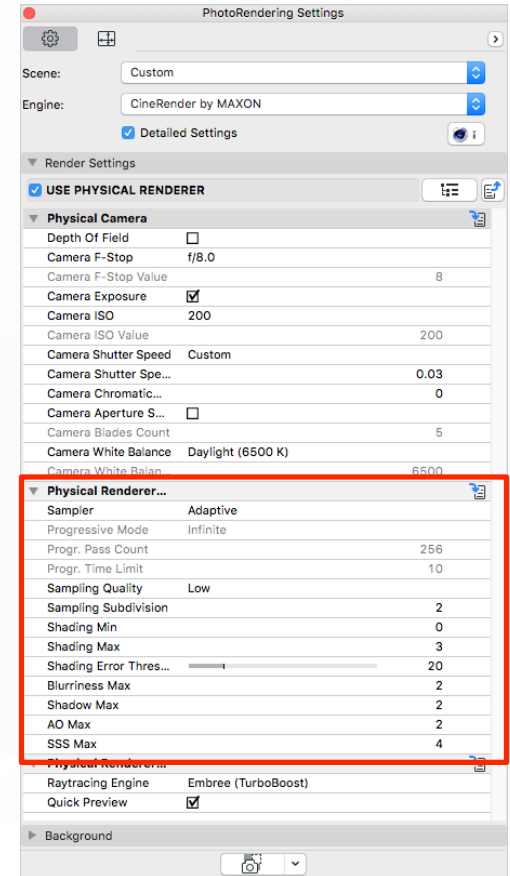 PhotoRendering Settings
Scene: Custom
Engine: CineRender by MAXON
Detailed Settings
i
Render Settings
USE PHYSICAL RENDERER
Physical Camera
Depth Of Field
Camera F-Stop f/8.0
Camera F-Stop Value 8
Camera Exposure
Camera ISO 200
Camera ISO Value 200
Camera Shutter Speed Custom
Camera Shutter Spe... 0.03
Camera Chromatic... 0
Camera Aperture S...
Camera Blades Count 5
Camera White Balance Daylight (6500 K)
Camera White Balan... 6500
Physical Renderer...
Sampler Adaptive
Progressive Mode Infinite
Progr. Pass Count 256
Progr. Time Limit 10
Sampling Quality Low
Sampling Subdivision 2
Shading Min 0
Shading Max 3
Shading Error Thres... 20
Blurriness Max 2
Shadow Max 2
AO Max 2
SSS Max 4
Physical Renderer...
Raytracing Engine Embree (TurboBoost)
Quick Preview
Background